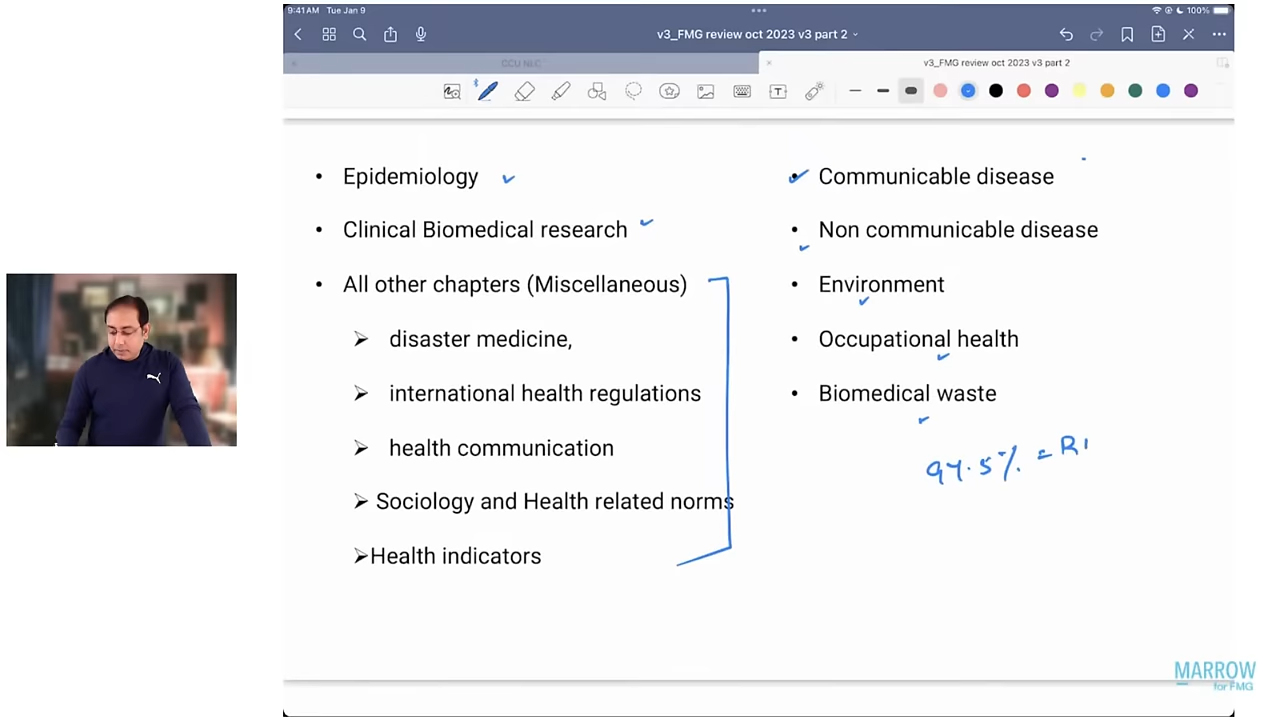 9:41 AM Tue Jan 9
100%
v3_FMG review oct 2023 v3 part 2
CCU NEC
v3_FMG review oct 2023 v3 part 2
• Epidemiology
• Clinical Biomedical research
• All other chapters (Miscellaneous)
➤ disaster medicine,
➤ international health regulations
➤ health communication
➤ Sociology and Health related norms
➤Health indicators
• Communicable disease
• Non communicable disease
• Environment
• Occupational health
• Biomedical waste
94.5% = RR
MARROW
for FMG